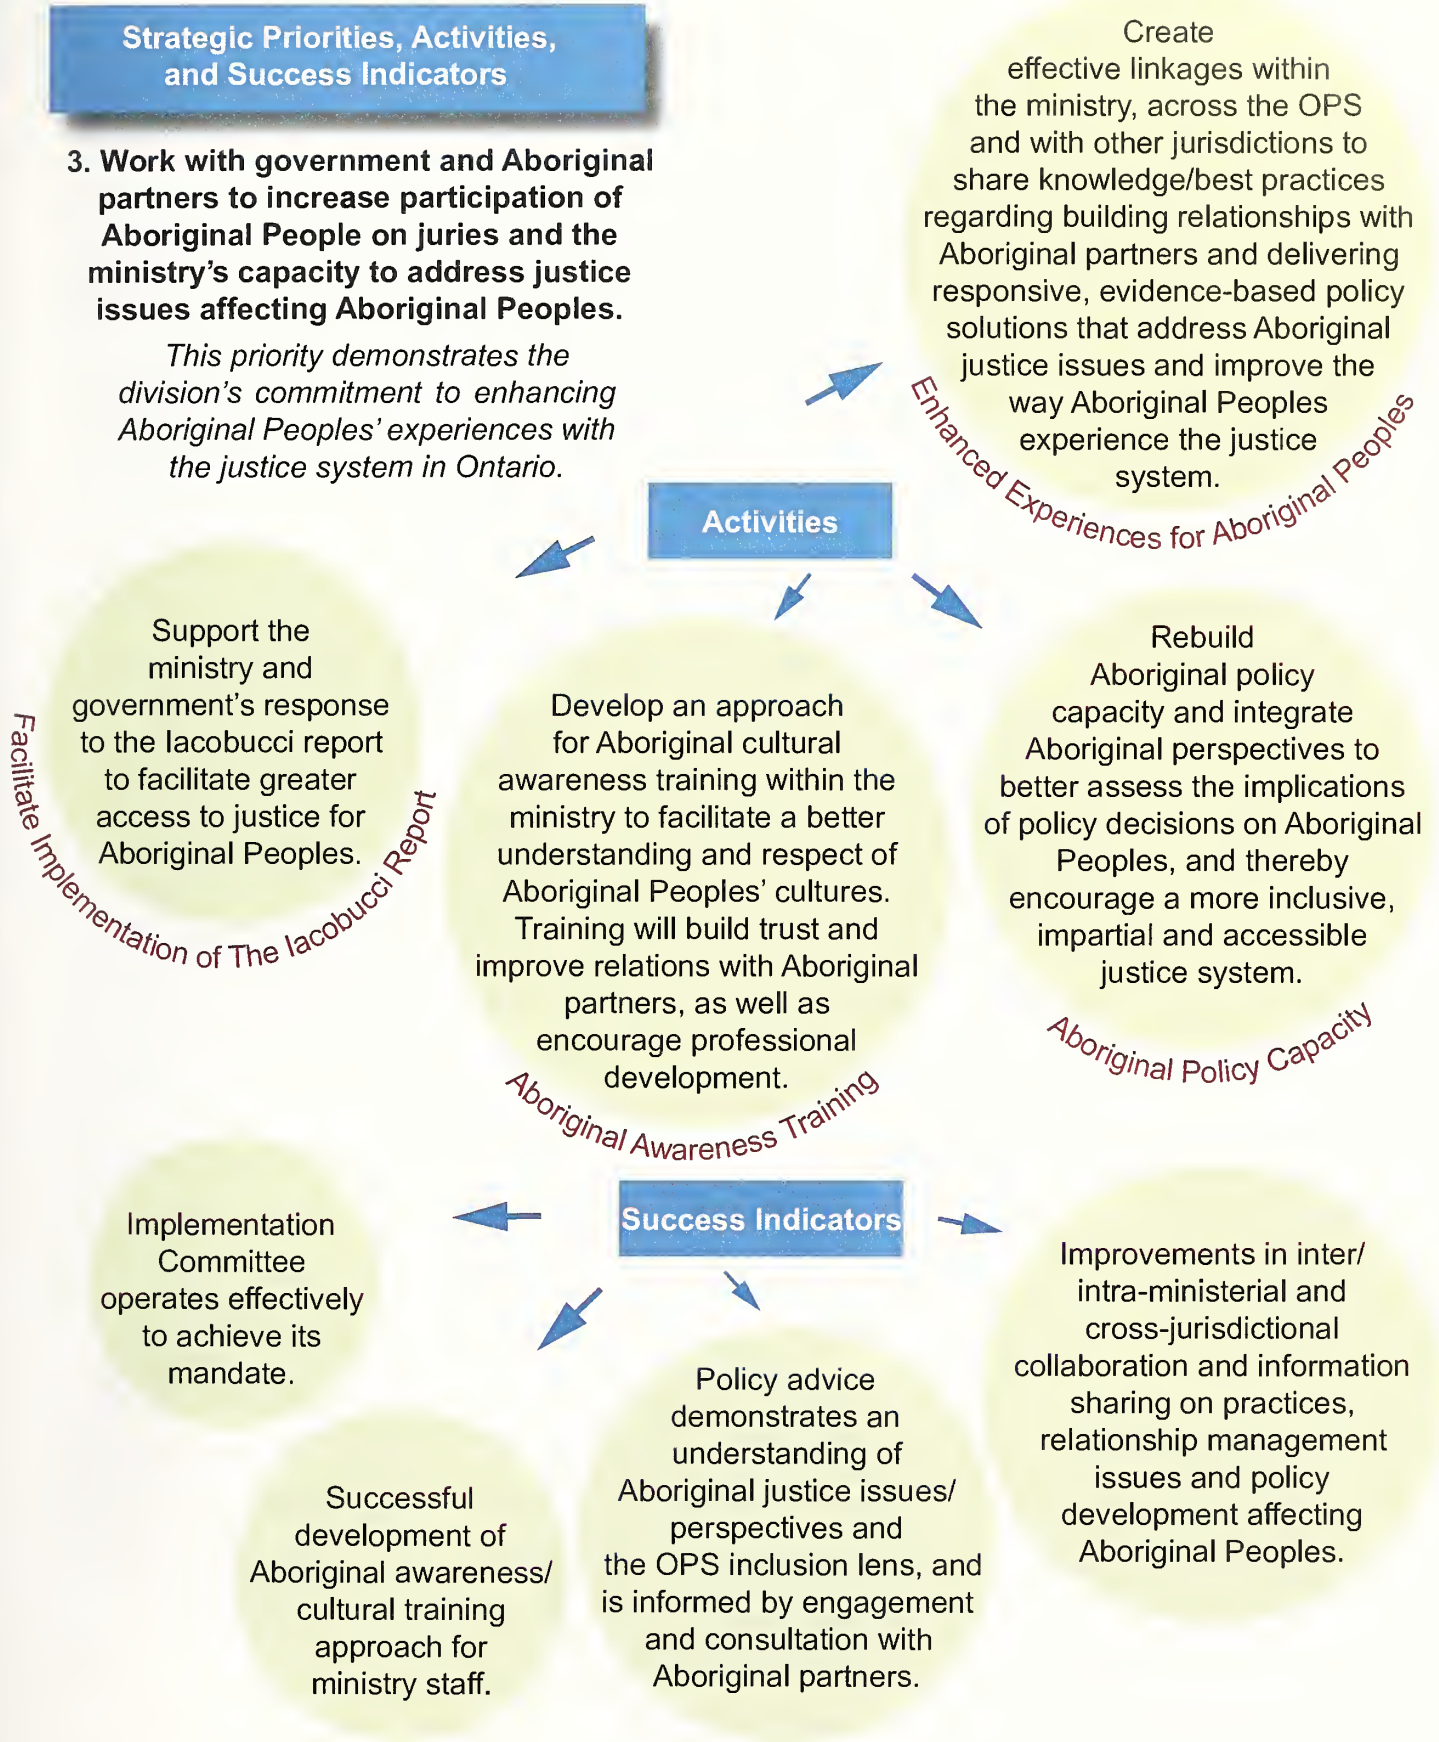 Strategic Priorities, Activities,
and Success Indicators
3. Work with government and Aboriginal
partners to increase participation of
Aboriginal People on juries and the
ministry's capacity to address justice
issues affecting Aboriginal Peoples.
This priority demonstrates the
division's commitment to enhancing
Aboriginal Peoples' experiences with
the justice system in Ontario.
Create
effective linkages within
the ministry, across the OPS
and with other jurisdictions to
share knowledge/best practices
regarding building relationships with
Aboriginal partners and delivering
responsive, evidence-based policy
solutions that address Aboriginal
justice issues and improve the
way Aboriginal Peoples
experience the justice
system.
Enhanced Experiences for Aboriginal Peoples
Activities
Support the
ministry and
government's response
to the Iacobucci report
to facilitate greater
access to justice for
Aboriginal Peoples.
Facilitate Implementation of The Iacobucci Report
Develop an approach
for Aboriginal cultural
awareness training within the
ministry to facilitate a better
understanding and respect of
Aboriginal Peoples' cultures.
Training will build trust and
improve relations with Aboriginal
partners, as well as
encourage professional
development.
Aboriginal Awareness Training
Rebuild
Aboriginal policy
capacity and integrate
Aboriginal perspectives to
better assess the implications
of policy decisions on Aboriginal
Peoples, and thereby
encourage a more inclusive,
impartial and accessible
justice system.
Aboriginal Policy Capacity
Success Indicators
Implementation
Committee
operates effectively
to achieve its
mandate.
Successful
development of
Aboriginal awareness/
cultural training
approach for
ministry staff.
Policy advice
demonstrates an
understanding of
Aboriginal justice issues/
perspectives and
the OPS inclusion lens, and
is informed by engagement
and consultation with
Aboriginal partners.
Improvements in inter/
intra-ministerial and
cross-jurisdictional
collaboration and information
sharing on practices,
relationship management
issues and policy
development affecting
Aboriginal Peoples.